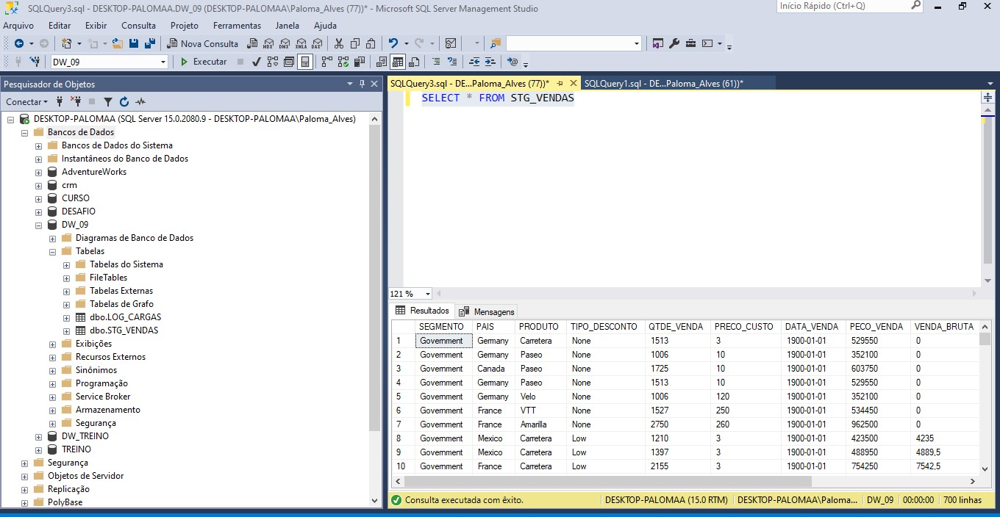 SQLQuery3.sql - DESKTOP-PALOMAA.DW_09 (DESKTOP-PALOMAA\Paloma_Alves (77))* - Microsoft SQL Server Management Studio
Início Rápido (Ctrl+Q)
Arquivo Editar Exibir Consulta Projeto Ferramentas Janela Ajuda
Nova Consulta MDX DMX XMLA DAX
DW_09 Executar
Pesquisador de Objetos
Conectar
DESKTOP-PALOMAA (SQL Server 15.0.2080.9 - DESKTOP-PALOMAA\Paloma_Alves)
Bancos de Dados
Bancos de Dados do Sistema
Instantâneos do Banco de Dados
AdventureWorks
crm
CURSO
DESAFIO
DW_09
Diagramas de Banco de Dados
Tabelas
Tabelas do Sistema
FileTables
Tabelas Externas
Tabelas de Grafo
dbo.LOG_CARGAS
dbo.STG_VENDAS
Exibições
Recursos Externos
Sinônimos
Programação
Service Broker
Armazenamento
Segurança
DW_TREINO
TREINO
Segurança
Objetos de Servidor
Replicação
PolyBase
SQLQuery3.sql - DE...Paloma_Alves (77))* SQLQuery1.sql - DE...Paloma_Alves (61))*
SELECT * FROM STG_VENDAS
121 %
Resultados Mensagens
SEGMENTO PAIS PRODUTO TIPO_DESCONTO QTDE_VENDA PRECO_CUSTO DATA_VENDA PECO_VENDA VENDA_BRUTA
1 Government Germany Carretera None 1513 3 1900-01-01 529550 0
2 Government Germany Paseo None 1006 10 1900-01-01 352100 0
3 Government Canada Paseo None 1725 10 1900-01-01 603750 0
4 Government Germany Paseo None 1513 10 1900-01-01 529550 0
5 Government Germany Velo None 1006 120 1900-01-01 352100 0
6 Government France VTT None 1527 250 1900-01-01 534450 0
7 Government France Amarilla None 2750 260 1900-01-01 962500 0
8 Government Mexico Carretera Low 1210 3 1900-01-01 423500 4235
9 Government Mexico Carretera Low 1397 3 1900-01-01 488950 4889,5
10 Government France Carretera Low 2155 3 1900-01-01 754250 7542,5
Consulta executada com êxito. DESKTOP-PALOMAA (15.0 RTM) DESKTOP-PALOMAA\Paloma... DW_09 00:00:00 700 linhas